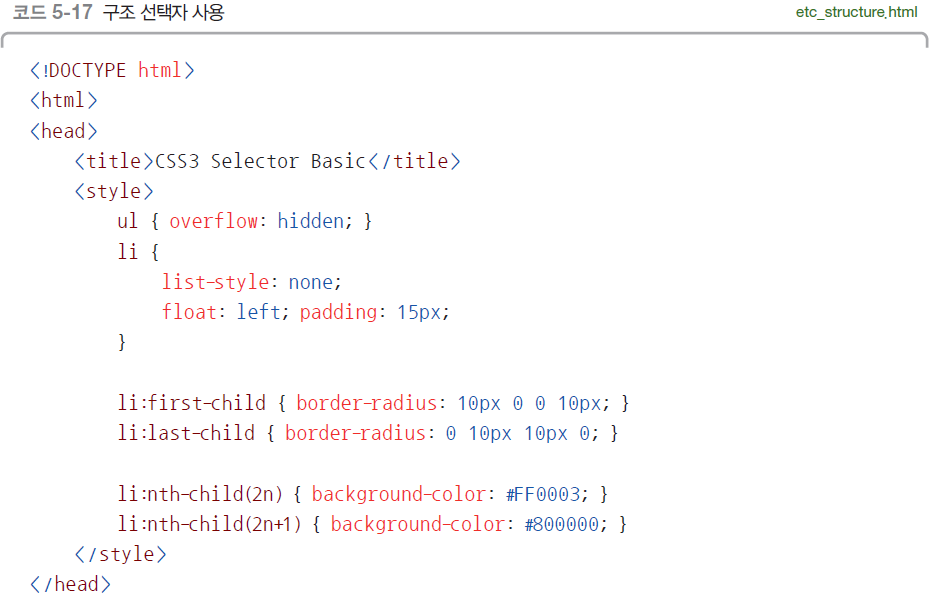 코드 5-17 구조 선택자 사용 etc_structure.html
<!DOCTYPE html>
<html>
<head>
    <title>CSS3 Selector Basic</title>
    <style>
        ul { overflow: hidden; }
        li {
            list-style: none;
            float: left; padding: 15px;
        }

        li:first-child { border-radius: 10px 0 0 10px; }
        li:last-child { border-radius: 0 10px 10px 0; }

        li:nth-child(2n) { background-color: #FF0003; }
        li:nth-child(2n+1) { background-color: #800000; }
    </style>
</head>